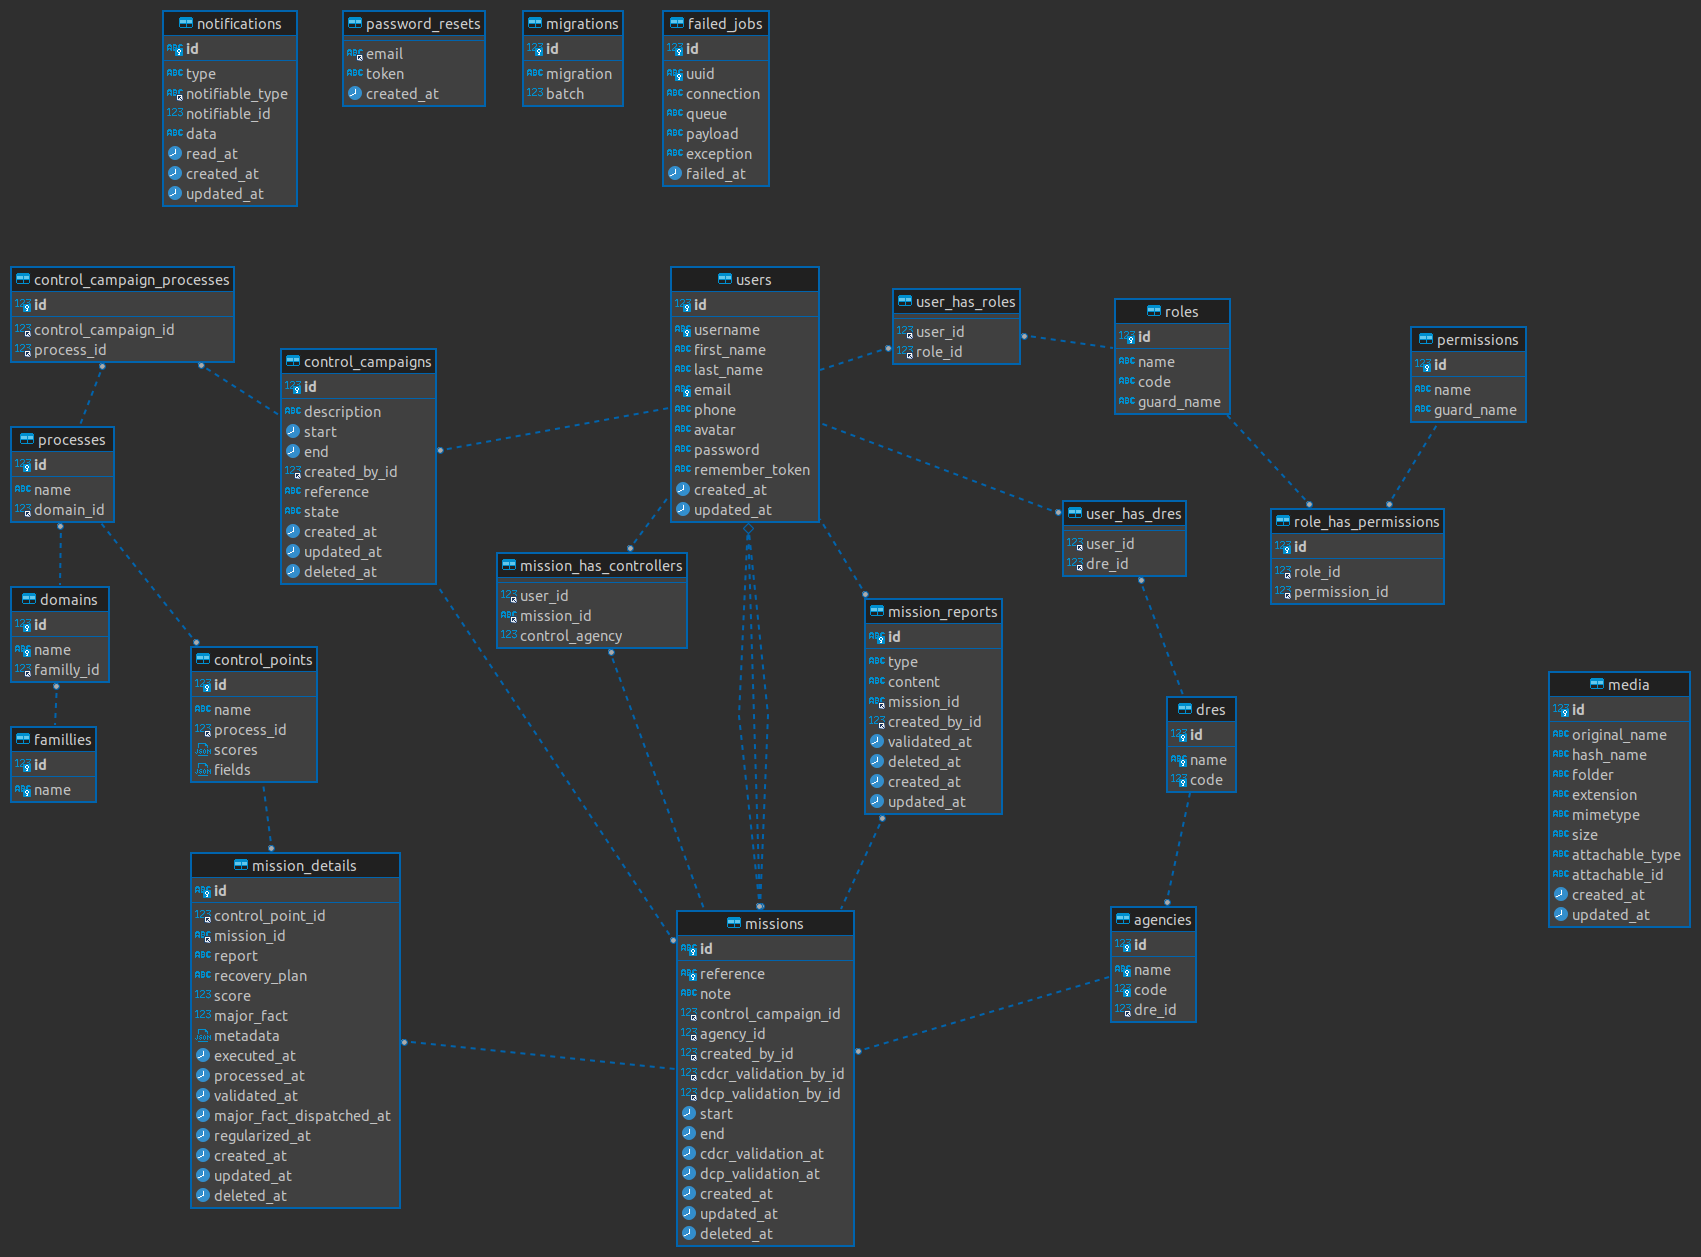 notifications
id
type
notifiable_type
notifiable_id
data
read_at
created_at
updated_at
password_resets
email
token
created_at
migrations
id
migration
batch
failed_jobs
id
uuid
connection
queue
payload
exception
failed_at
control_campaign_processes
id
control_campaign_id
process_id
control_campaigns
id
description
start
end
created_by_id
reference
state
created_at
updated_at
deleted_at
users
id
username
first_name
last_name
email
phone
avatar
password
remember_token
created_at
updated_at
user_has_roles
user_id
role_id
roles
id
name
code
guard_name
permissions
id
name
guard_name
processes
id
name
domain_id
user_has_dres
user_id
dre_id
role_has_permissions
id
role_id
permission_id
mission_has_controllers
user_id
mission_id
control_agency
domains
id
name
familly_id
mission_reports
id
type
content
mission_id
created_by_id
validated_at
deleted_at
created_at
updated_at
control_points
id
name
process_id
scores
fields
dres
id
name
code
media
id
original_name
hash_name
folder
extension
mimetype
size
attachable_type
attachable_id
created_at
updated_at
famillies
id
name
mission_details
id
control_point_id
mission_id
report
recovery_plan
score
major_fact
metadata
executed_at
processed_at
validated_at
major_fact_dispatched_at
regularized_at
created_at
updated_at
deleted_at
missions
id
reference
note
control_campaign_id
agency_id
created_by_id
cdcr_validation_by_id
dcp_validation_by_id
start
end
cdcr_validation_at
dcp_validation_at
created_at
updated_at
deleted_at
agencies
id
name
code
dre_id